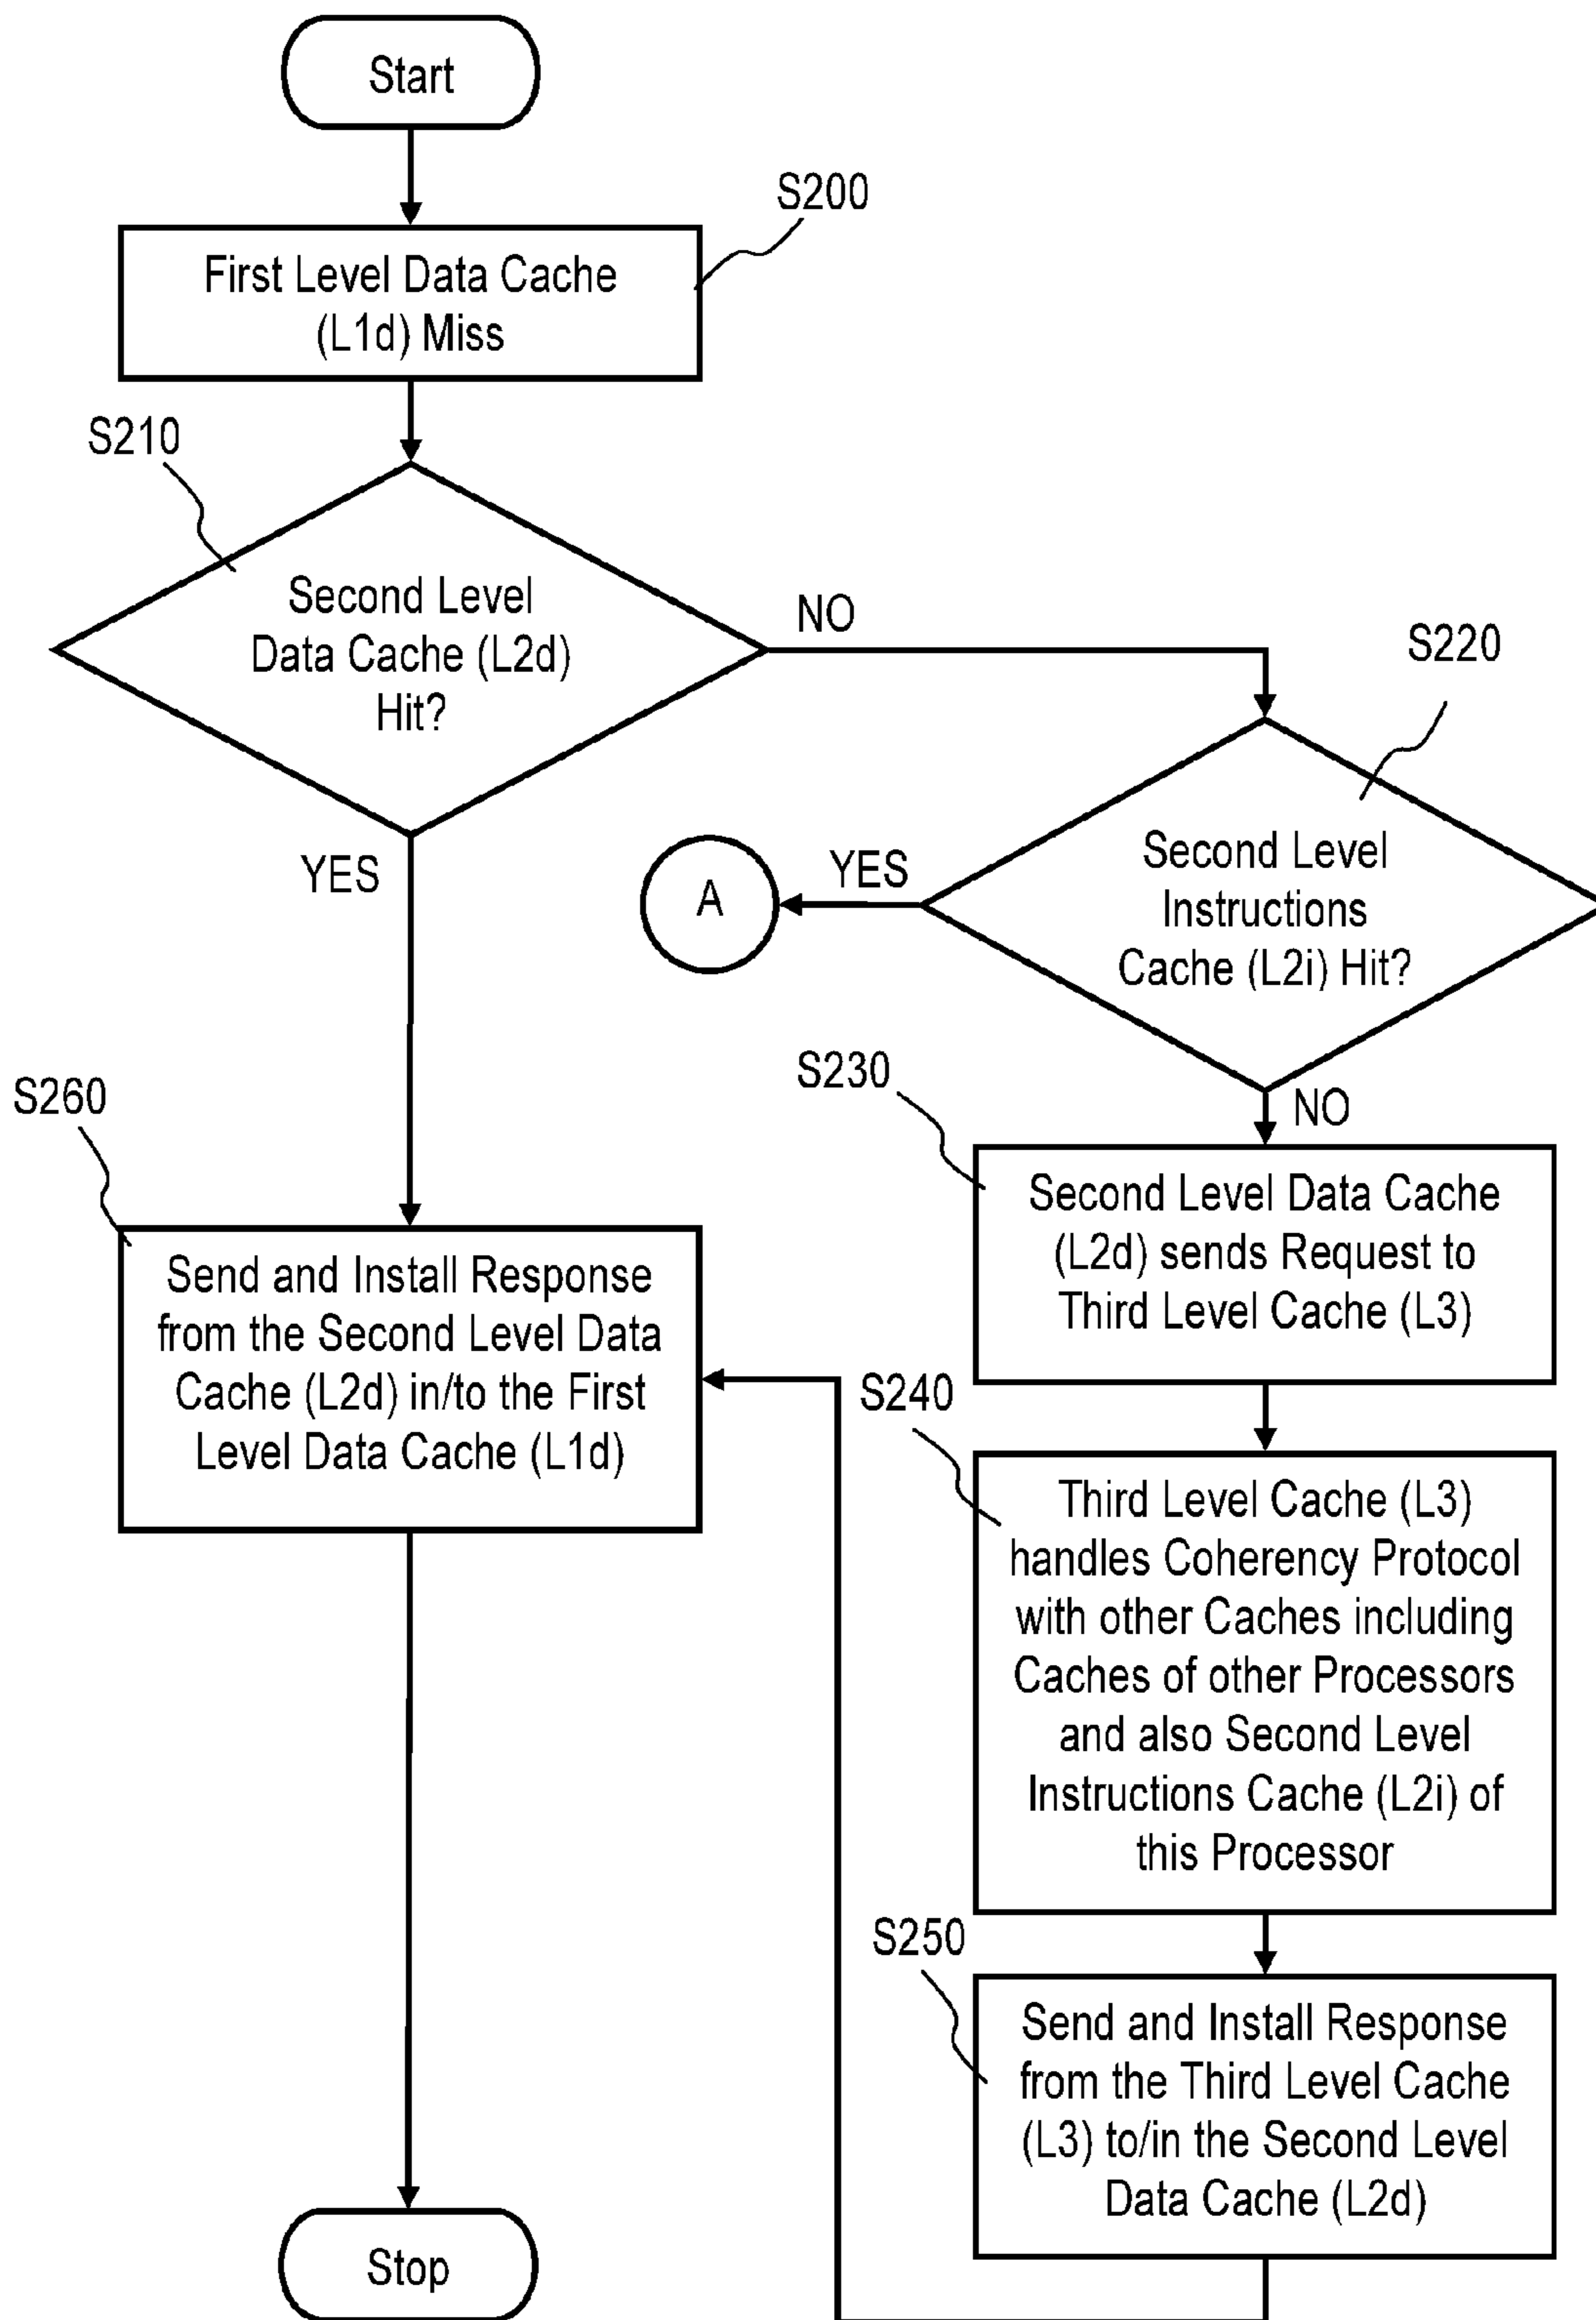 Start
S200
First Level Data Cache
(L1d) Miss
S210
Second Level
Data Cache (L2d)
Hit?
NO
YES
S220
Second Level
Instructions
Cache (L2i) Hit?
YES
A
NO
S230
Second Level Data Cache
(L2d) sends Request to
Third Level Cache (L3)
S240
Third Level Cache (L3)
handles Coherency Protocol
with other Caches including
Caches of other Processors
and also Second Level
Instructions Cache (L2i) of
this Processor
S250
Send and Install Response
from the Third Level Cache
(L3) to/in the Second Level
Data Cache (L2d)
S260
Send and Install Response
from the Second Level Data
Cache (L2d) in/to the First
Level Data Cache (L1d)
Stop